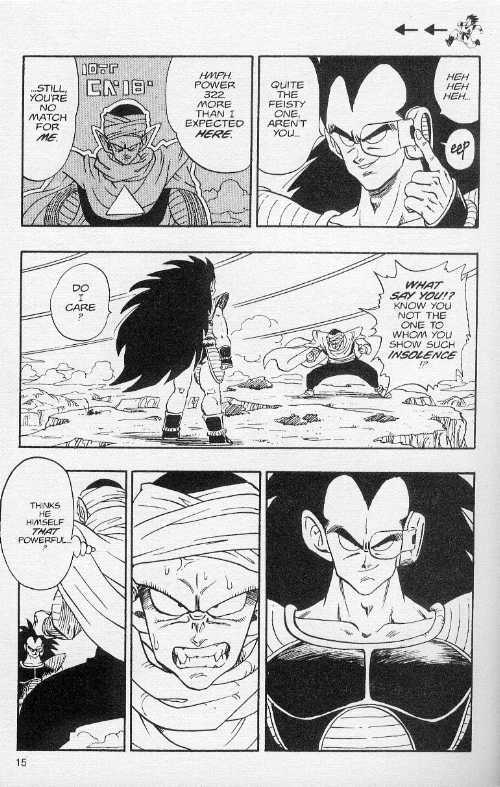 HEH
HEH
HEH...
eep
QUITE
THE
FEISTY
ONE,
AREN'T
YOU...
HMPH.
POWER
322.
MORE
THAN I
EXPECTED
HERE.
...STILL,
YOU'RE
NO
MATCH
FOR
ME.
WHAT
SAY YOU!?
KNOW YOU
NOT THE
ONE TO
WHOM YOU
SHOW SUCH
INSOLENCE
!?
DO
I
CARE
?
THINKS
HE
HIMSELF
THAT
POWERFUL...
?
15